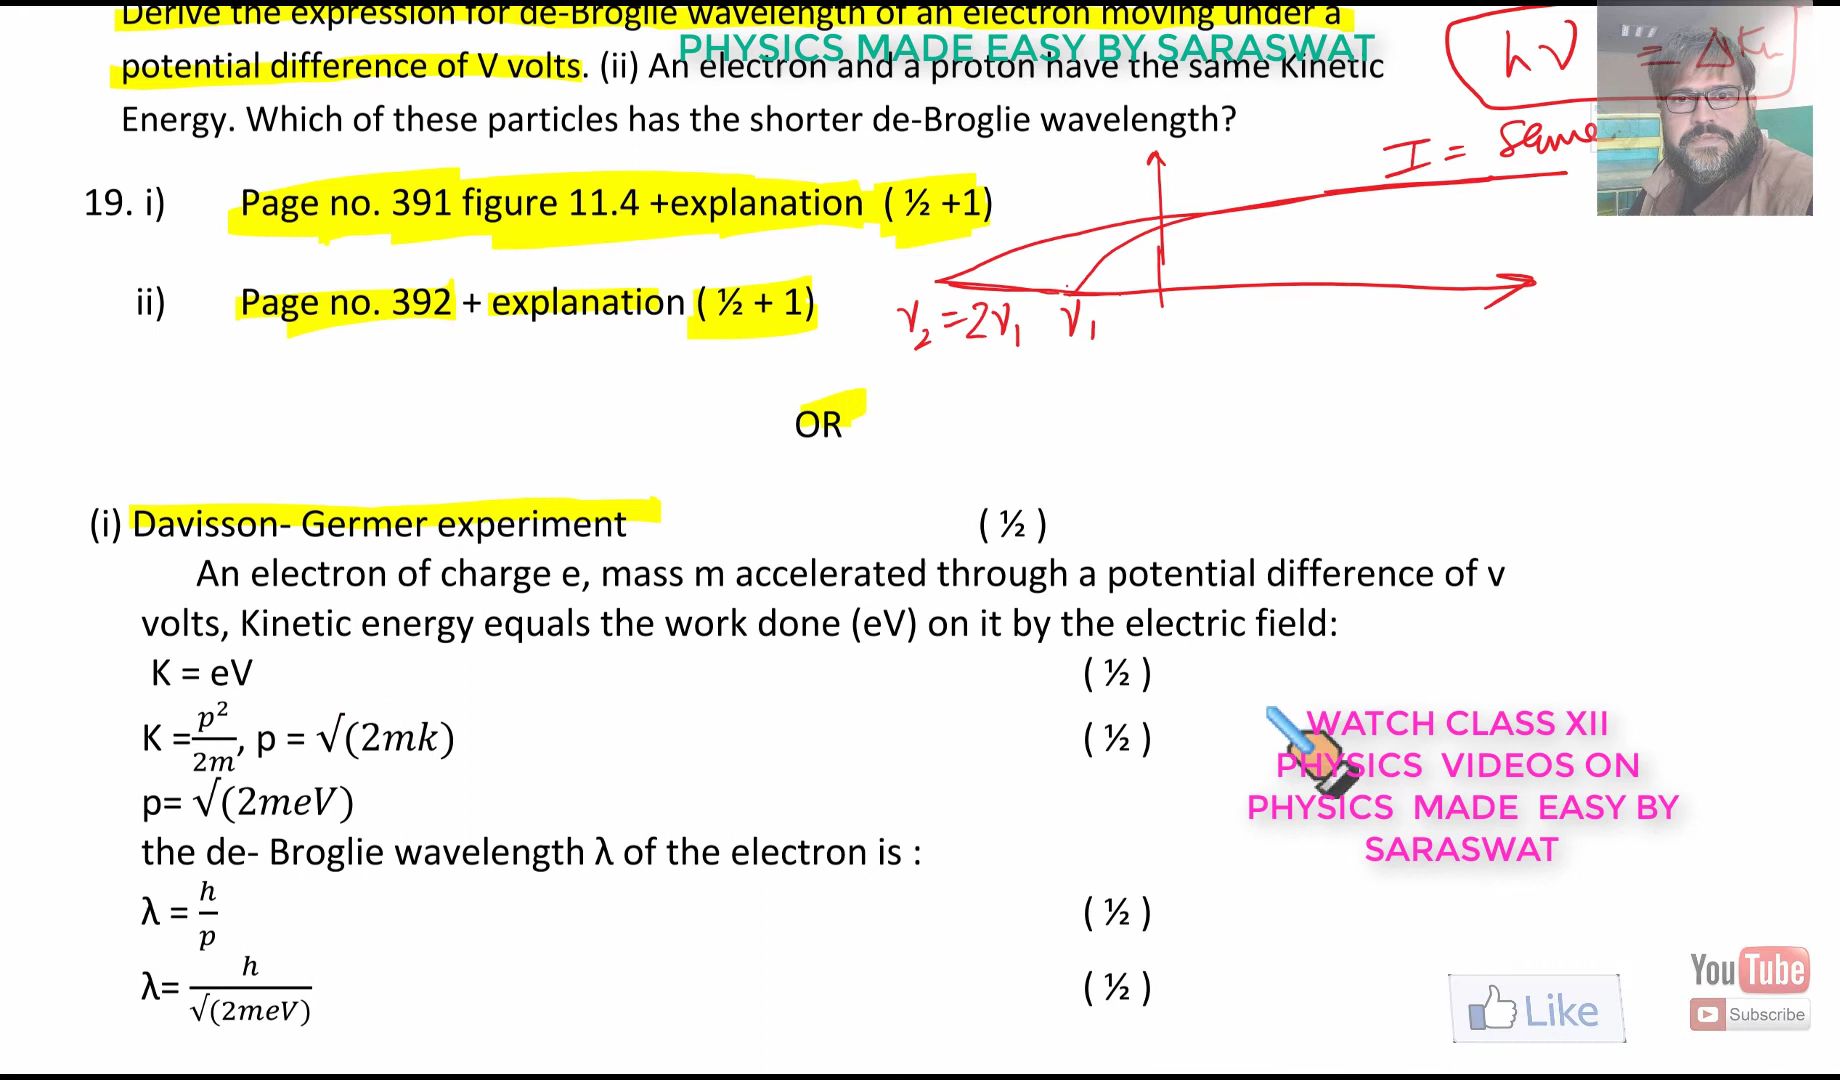 Derive the expression for de-Broglie wavelength of an electron moving under a
PHYSICS MADE EASY BY SARASWAT
potential difference of V volts. (ii) An electron and a proton have the same Kinetic
Energy. Which of these particles has the shorter de-Broglie wavelength?
hν = ΔK
I = same
19. i) Page no. 391 figure 11.4 +explanation ( ½ +1)
ii) Page no. 392 + explanation ( ½ + 1)
ν₂ = 2ν₁ ν₁
OR
(i) Davisson- Germer experiment ( ½ )
An electron of charge e, mass m accelerated through a potential difference of v
volts, Kinetic energy equals the work done (eV) on it by the electric field:
K = eV ( ½ )
K =p²/2m, p = √(2mk) ( ½ )
p= √(2meV)
the de- Broglie wavelength λ of the electron is :
λ = h/p ( ½ )
λ= h/√(2meV) ( ½ )
WATCH CLASS XII
PHYSICS VIDEOS ON
PHYSICS MADE EASY BY
SARASWAT
Like
YouTube
Subscribe